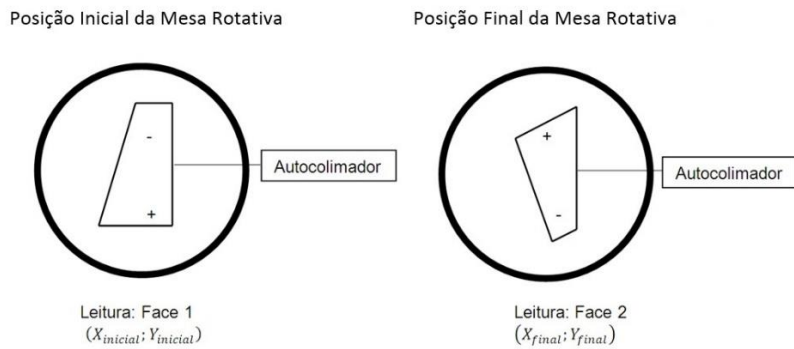 Posição Inicial da Mesa Rotativa
Posição Final da Mesa Rotativa
-
+
Autocolimador
+
-
Autocolimador
Leitura: Face 1
(X_inicial; Y_inicial)
Leitura: Face 2
(X_final; Y_final)